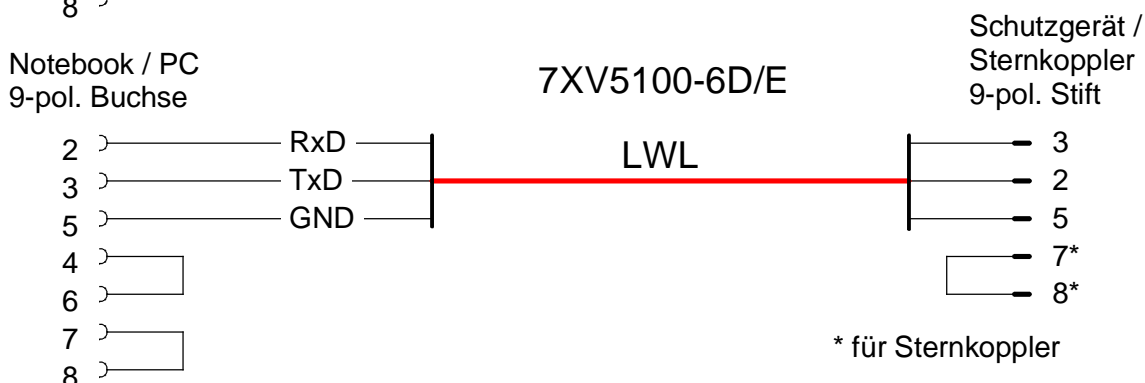 8
Schutzgerät /
Sternkoppler
9-pol. Stift
Notebook / PC
9-pol. Buchse
7XV5100-6D/E
LWL
2 RxD 3
3 TxD 2
5 GND 5
4 7*
6 8*
7
8
* für Sternkoppler